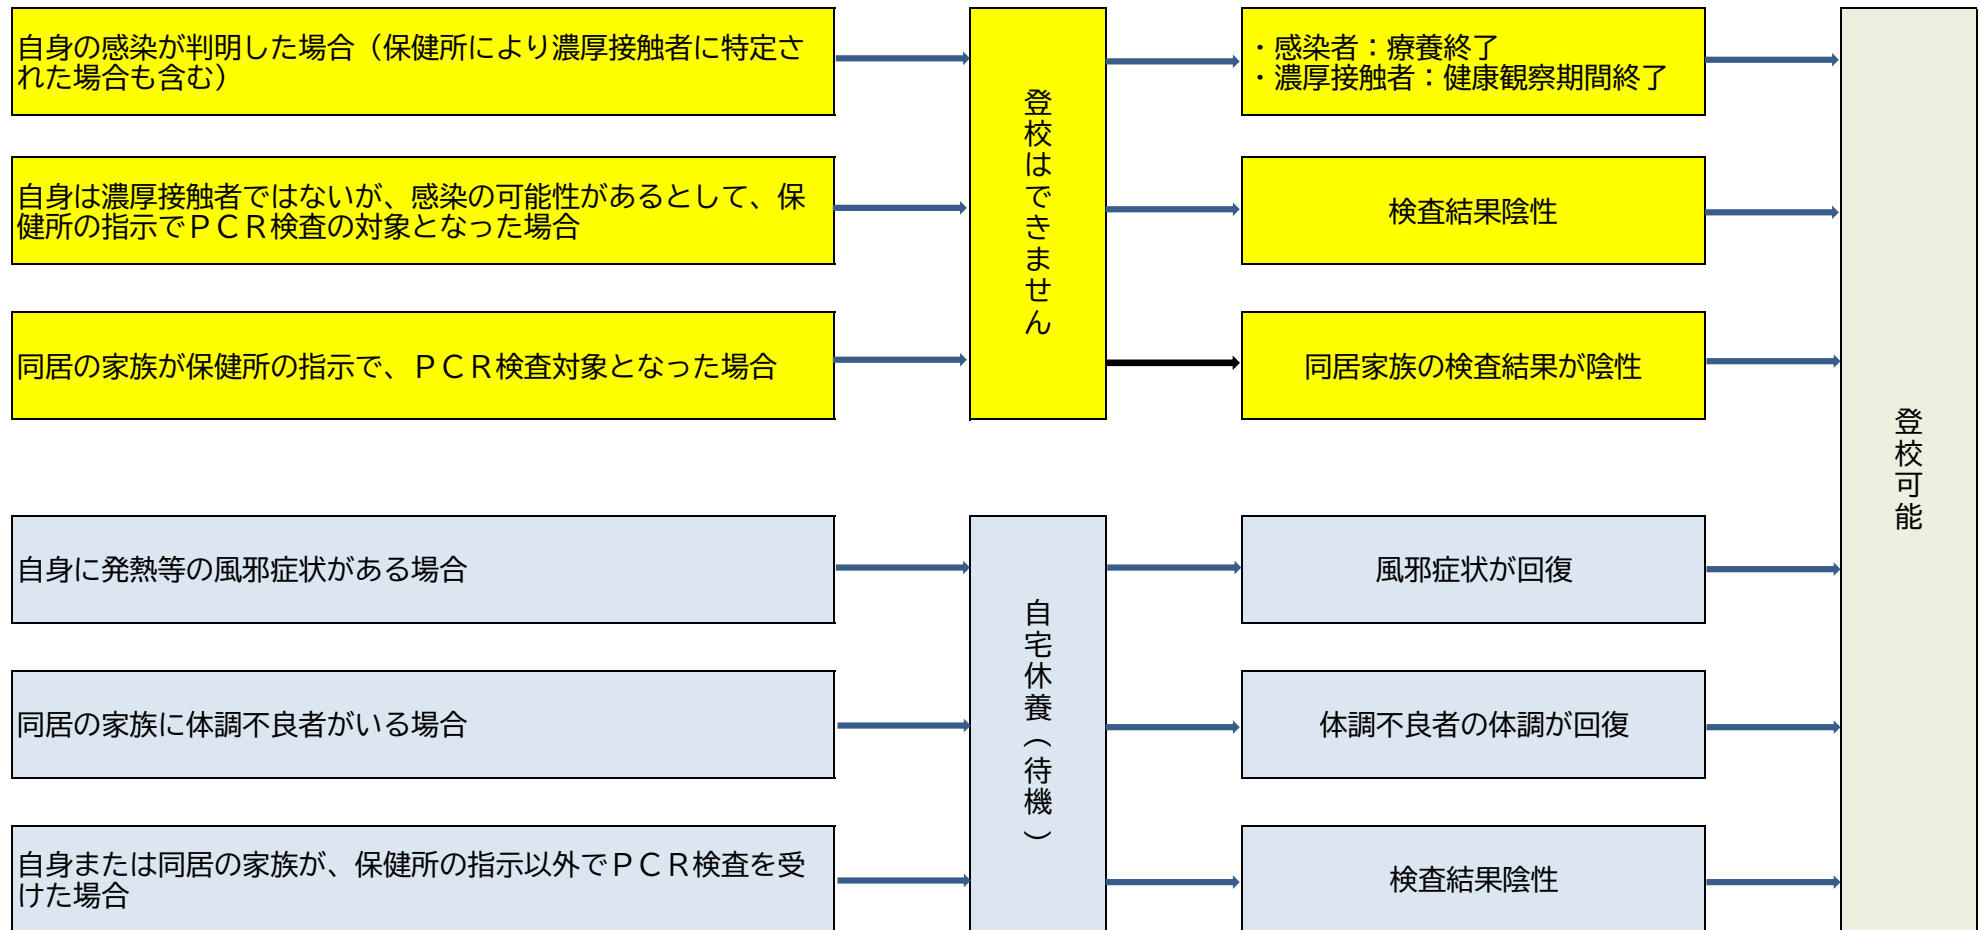 自身の感染が判明した場合（保健所により濃厚接触者に特定さ
れた場合も含む）
登校はできません
・感染者：療養終了
・濃厚接触者：健康観察期間終了
自身は濃厚接触者ではないが、感染の可能性があるとして、保
健所の指示でＰＣＲ検査の対象となった場合
検査結果陰性
同居の家族が保健所の指示で、ＰＣＲ検査対象となった場合
同居家族の検査結果が陰性
登校可能
自身に発熱等の風邪症状がある場合
自宅休養（待機）
風邪症状が回復
同居の家族に体調不良者がいる場合
体調不良者の体調が回復
自身または同居の家族が、保健所の指示以外でＰＣＲ検査を受
けた場合
検査結果陰性